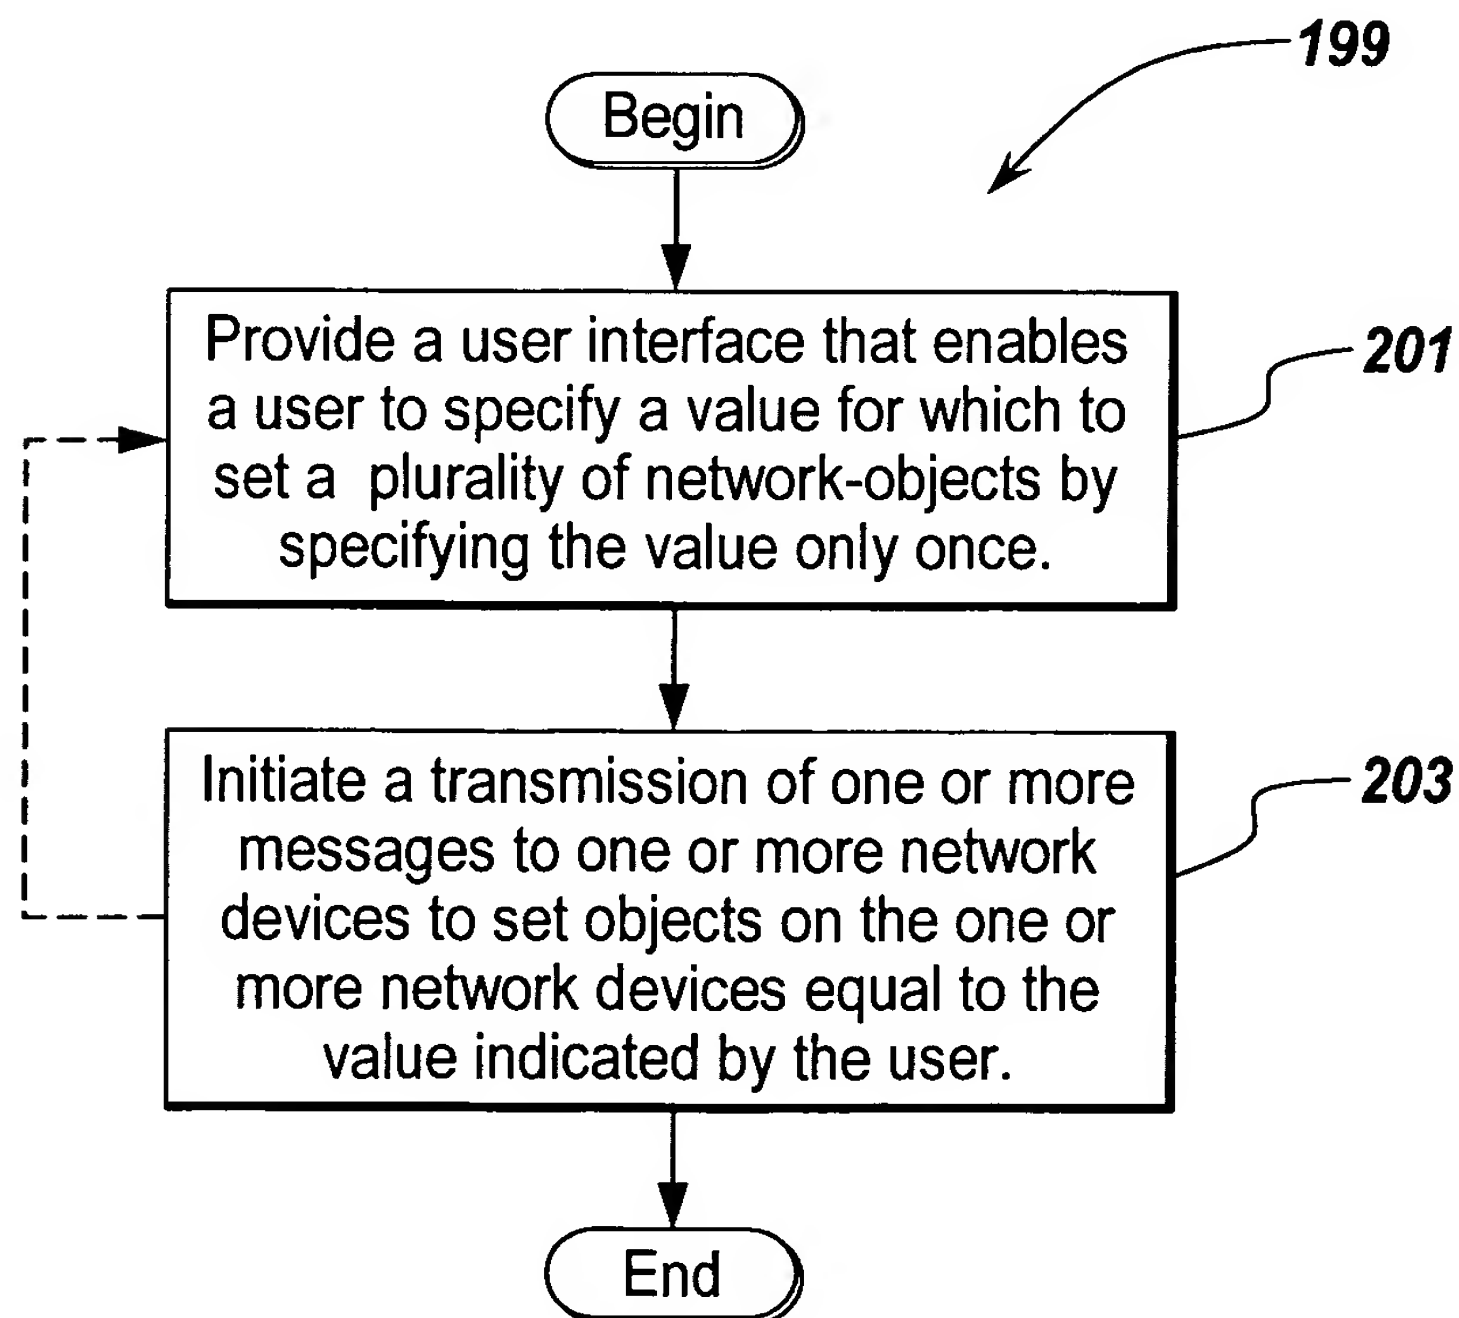 199
Begin
Provide a user interface that enables
a user to specify a value for which to
set a plurality of network-objects by
specifying the value only once.
201
Initiate a transmission of one or more
messages to one or more network
devices to set objects on the one or
more network devices equal to the
value indicated by the user.
203
End